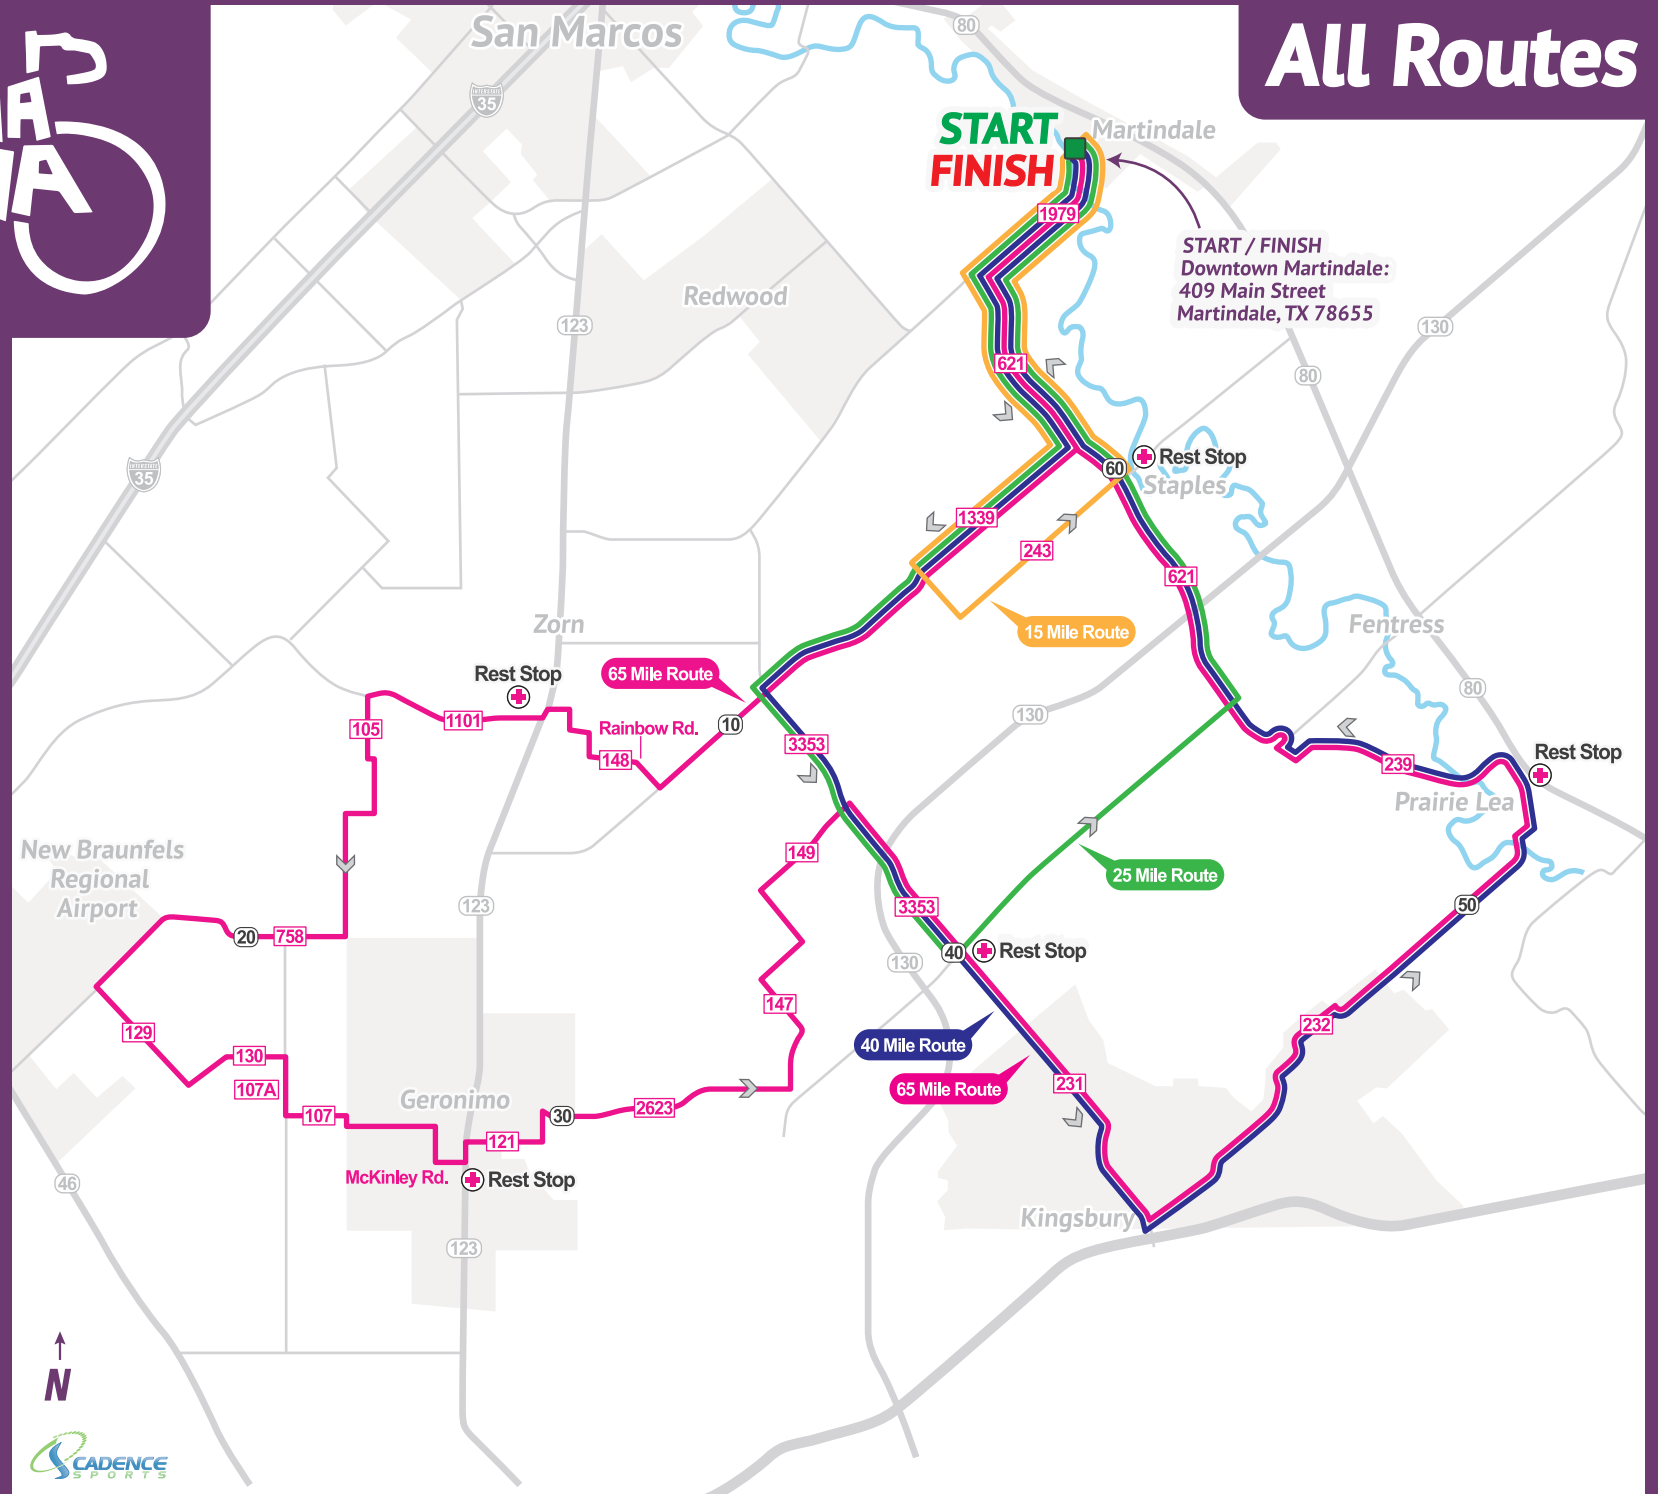 All Routes
San Marcos
80
INTERSTATE
35
START
FINISH
Martindale
1979
START / FINISH
Downtown Martindale:
409 Main Street
Martindale, TX 78655
Redwood
123
130
80
621
INTERSTATE
35
60
Rest Stop
Staples
1339
243
621
Zorn
15 Mile Route
Fentress
Rest Stop
65 Mile Route
80
105
1101
Rainbow Rd.
10
130
148
3353
239
Rest Stop
Prairie Lea
New Braunfels
Regional
Airport
149
25 Mile Route
123
3353
50
20
758
40
Rest Stop
130
147
129
232
130
40 Mile Route
107A
65 Mile Route
231
Geronimo
107
30
2623
121
McKinley Rd.
Rest Stop
46
Kingsbury
123
N
CADENCE
SPORTS
A
A